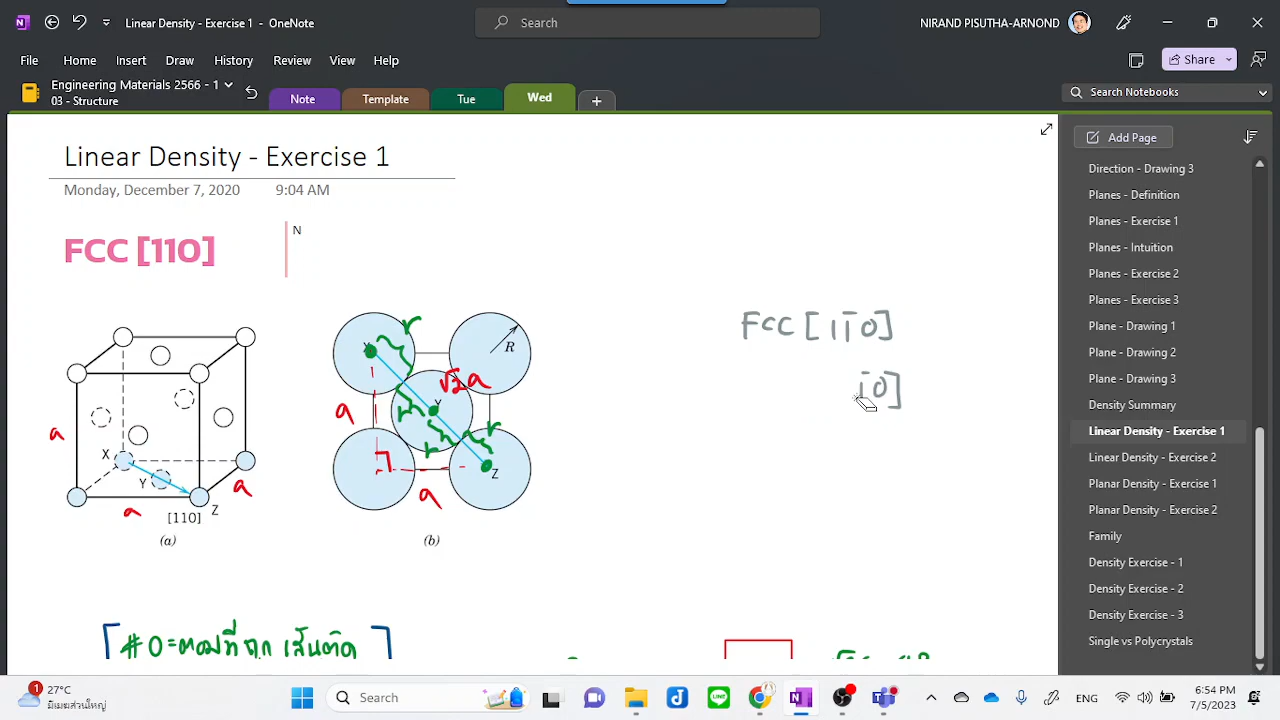 Linear Density - Exercise 1 - OneNote
Search
NIRAND PISUTHA-ARNOND
File Home Insert Draw History Review View Help
Share
Engineering Materials 2566 - 1
03 - Structure
Note
Template
Tue
Wed
Search Notebooks
Linear Density - Exercise 1
Monday, December 7, 2020 9:04 AM
FCC [110]
N
Add Page
Direction - Drawing 3
Planes - Definition
Planes - Exercise 1
Planes - Intuition
Planes - Exercise 2
Planes - Exercise 3
Plane - Drawing 1
Plane - Drawing 2
Plane - Drawing 3
Density Summary
Linear Density - Exercise 1
Linear Density - Exercise 2
Planar Density - Exercise 1
Planar Density - Exercise 2
Family
Density Exercise - 1
Density Exercise - 2
Density Exercise - 3
Single vs Polycrystals
a
X
Y
Z
a
a
[110]
(a)
X
r
R
√2a
r
Y
a
r
r
Z
a
(b)
FCC [11̄0]
1̄0]
1
27°C
Search
ENG
6:54 PM
7/5/2023